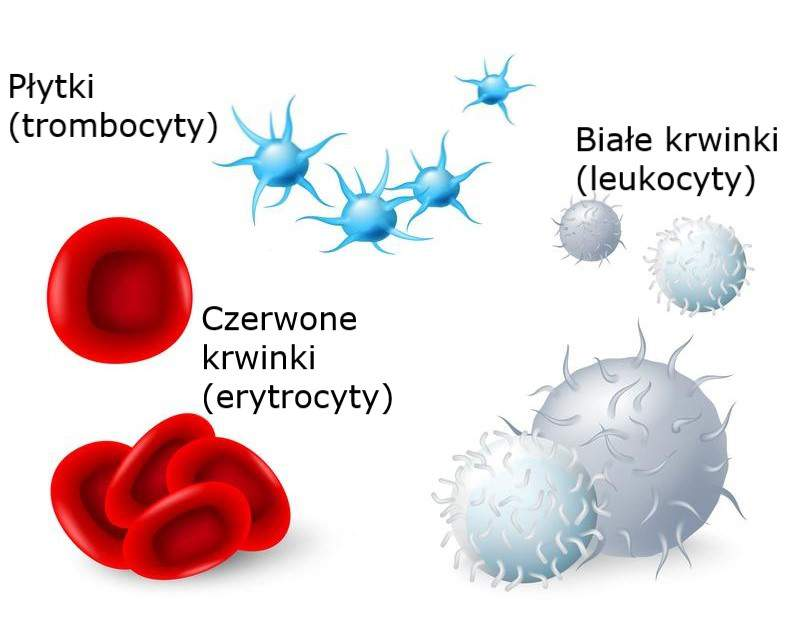 Płytki
(trombocyty)
Białe krwinki
(leukocyty)
Czerwone
krwinki
(erytrocyty)